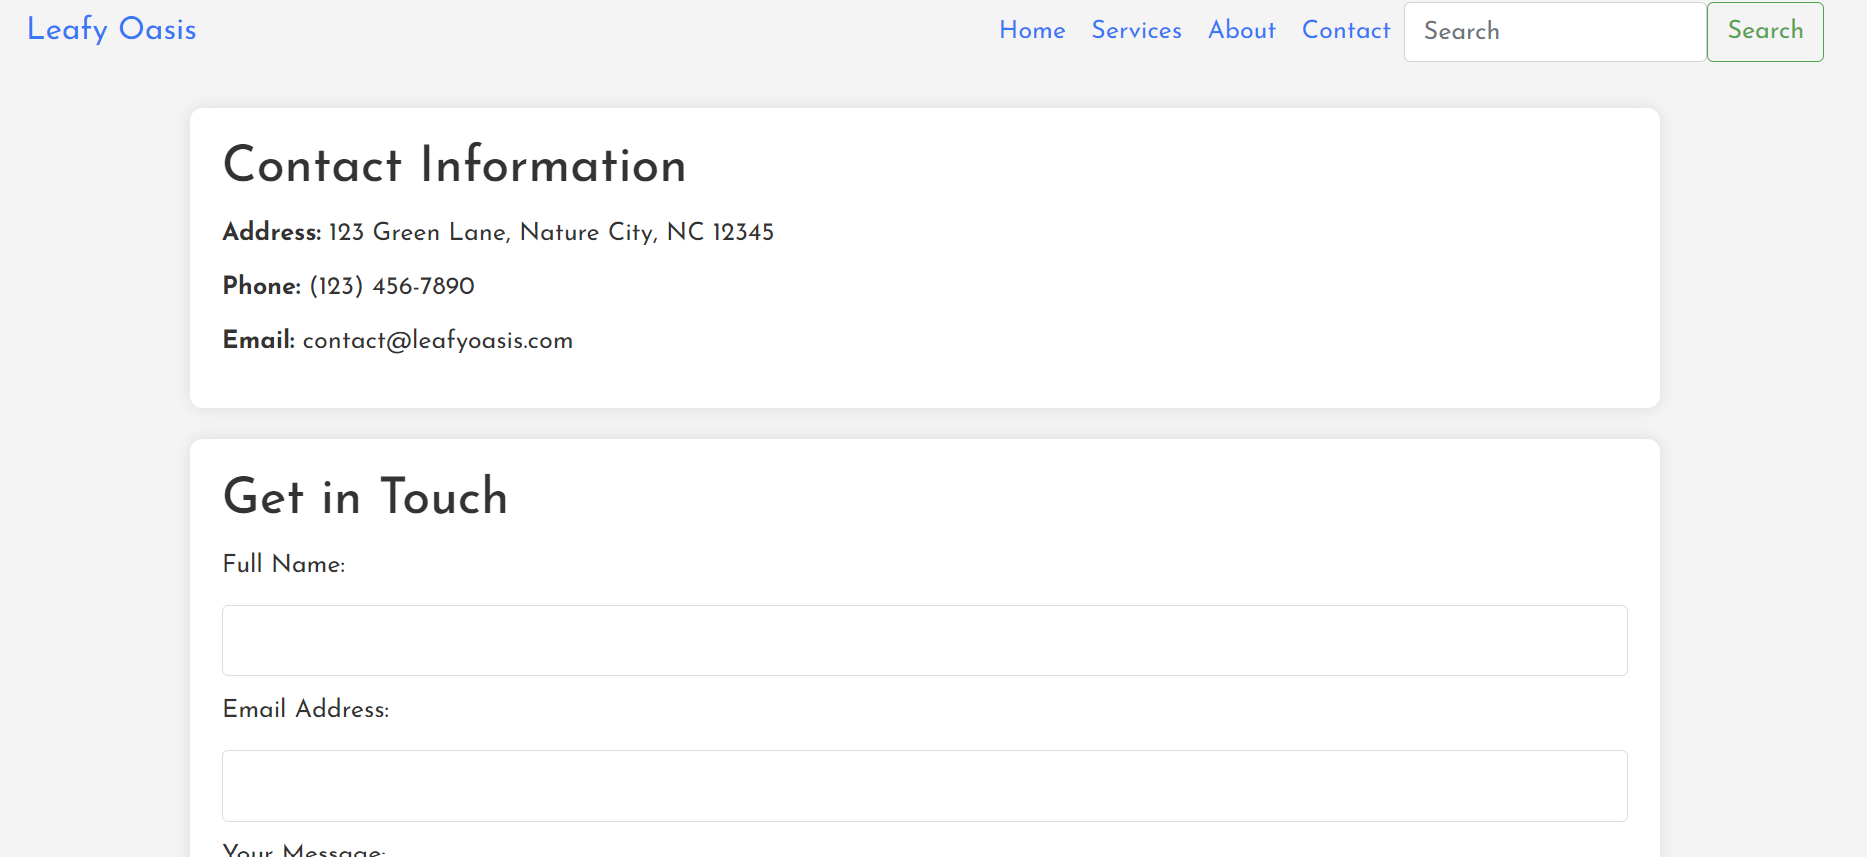 Leafy Oasis
Home Services About Contact Search Search
Contact Information
Address: 123 Green Lane, Nature City, NC 12345
Phone: (123) 456-7890
Email: contact@leafyoasis.com
Get in Touch
Full Name:
Email Address:
Your Message: